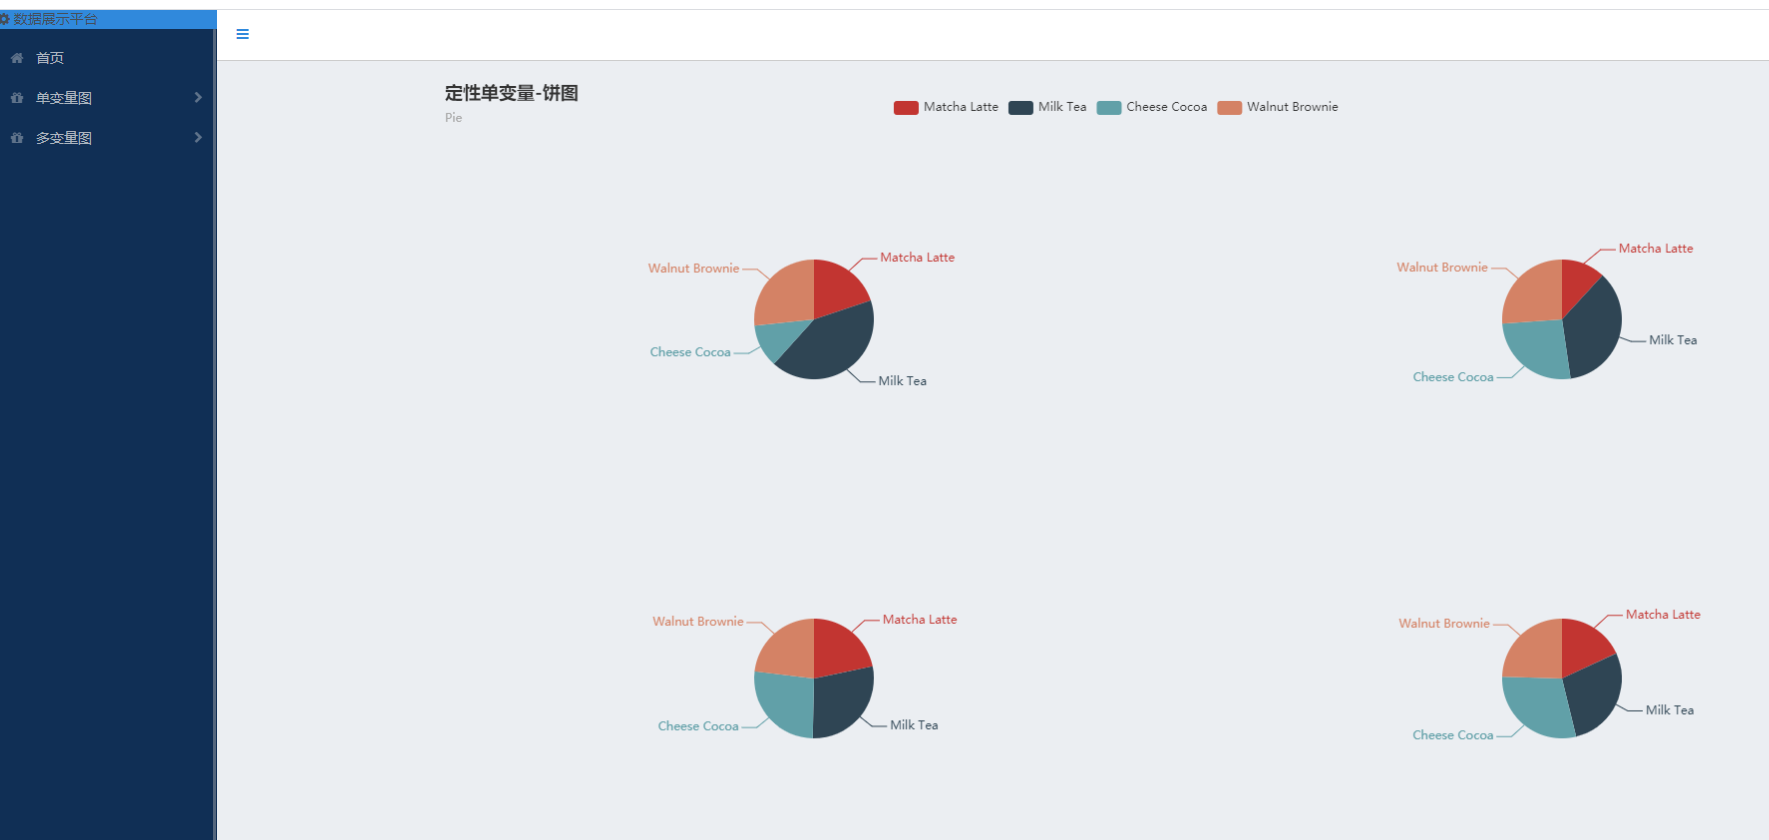 数据展示平台
首页
单变量图
多变量图
定性单变量-饼图
Pie
Matcha Latte
Milk Tea
Cheese Cocoa
Walnut Brownie
Matcha Latte
Walnut Brownie
Cheese Cocoa
Milk Tea
Matcha Latte
Walnut Brownie
Milk Tea
Cheese Cocoa
Matcha Latte
Walnut Brownie
Milk Tea
Cheese Cocoa
Matcha Latte
Walnut Brownie
Milk Tea
Cheese Cocoa